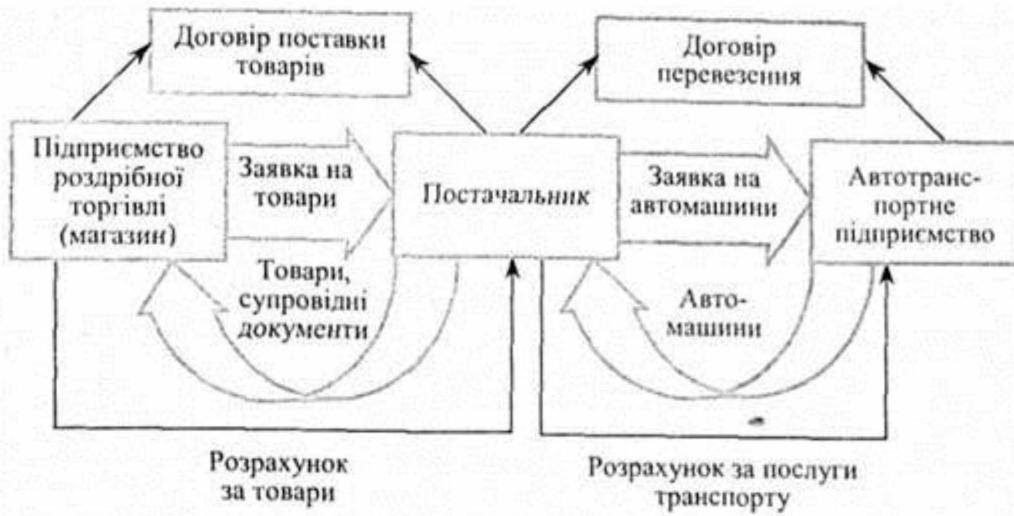 Договір поставки
товарів
Договір
перевезення
Підприємство
роздрібної
торгівлі
(магазин)
Заявка на
товари
Постачальник
Заявка на
автомашини
Автотранс-
портне
підприємство
Товари,
супровідні
документи
Авто-
машини
Розрахунок
за товари
Розрахунок за послуги
транспорту